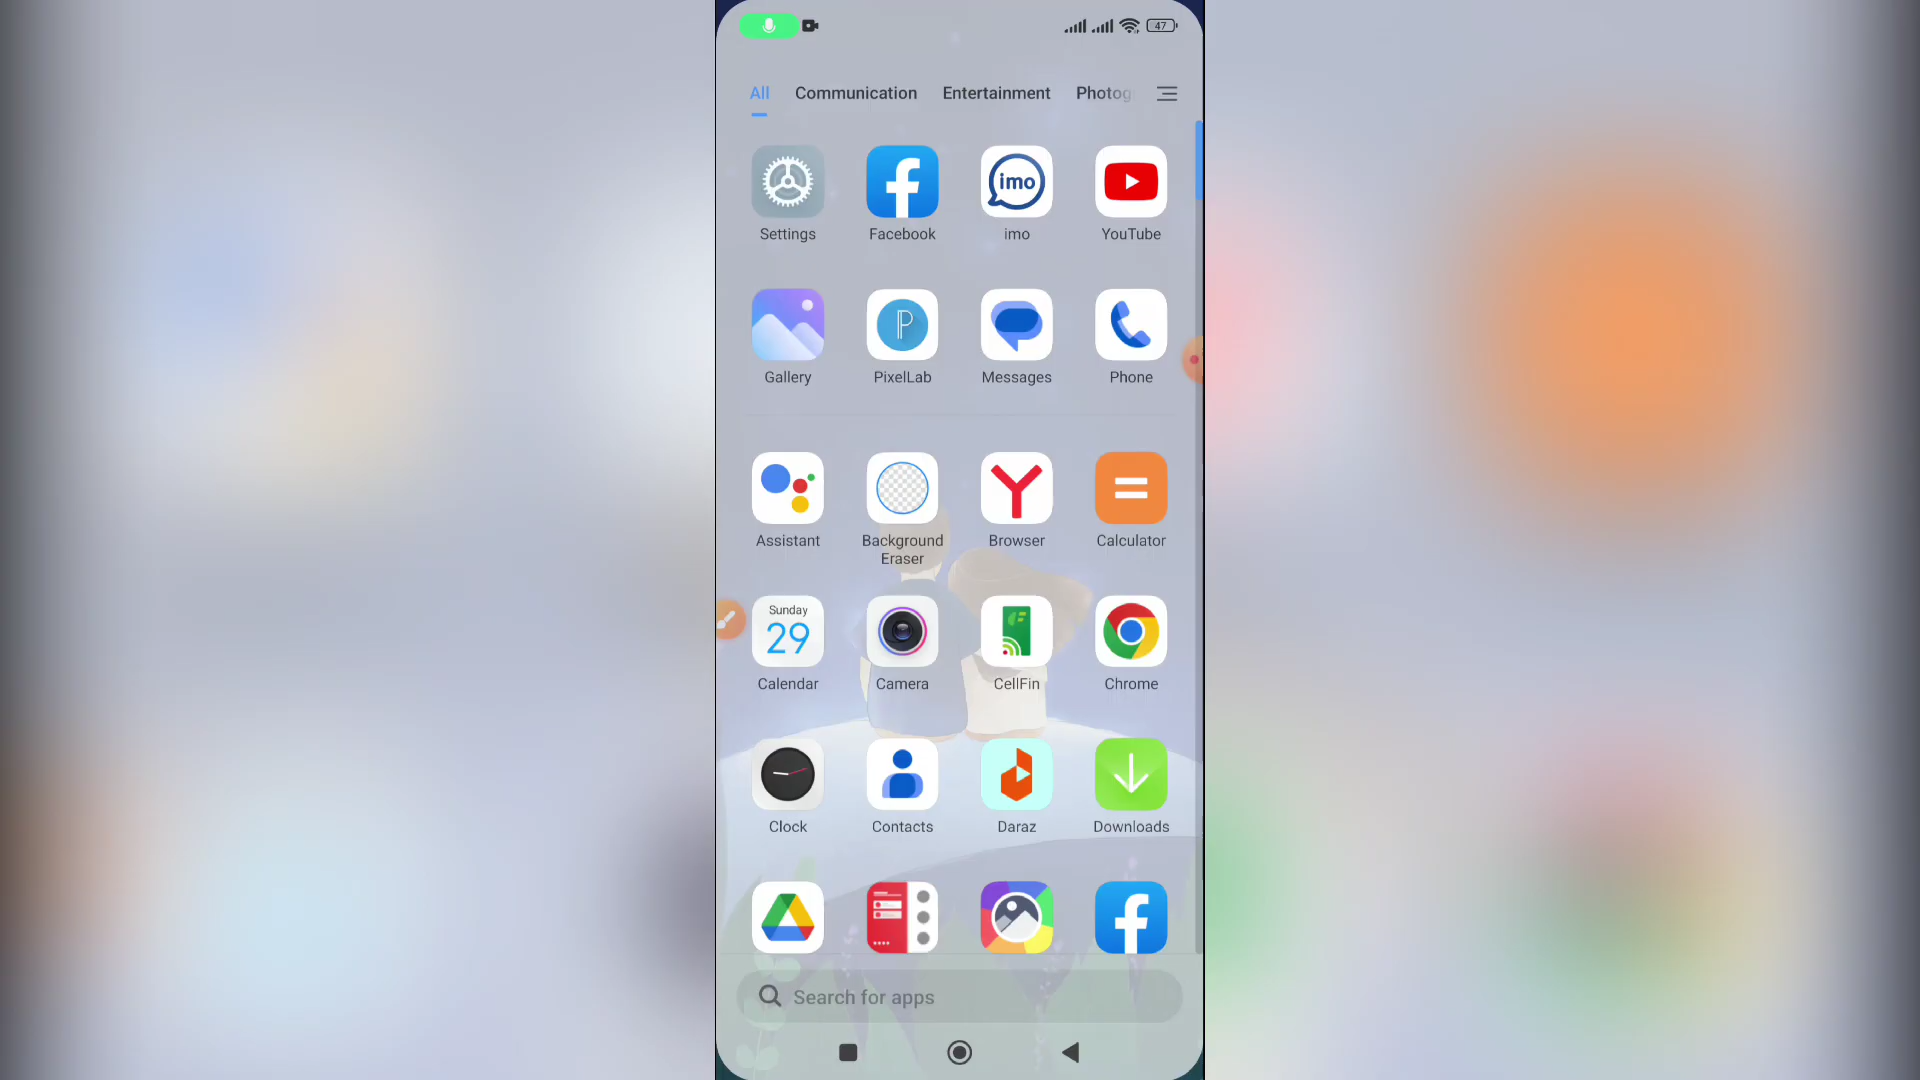 47
All Communication Entertainment Photog
imo
Settings Facebook imo YouTube
P
Gallery PixelLab Messages Phone
Assistant Background Eraser Browser Calculator
Sunday
29
Calendar Camera CellFin Chrome
Clock Contacts Daraz Downloads
Search for apps